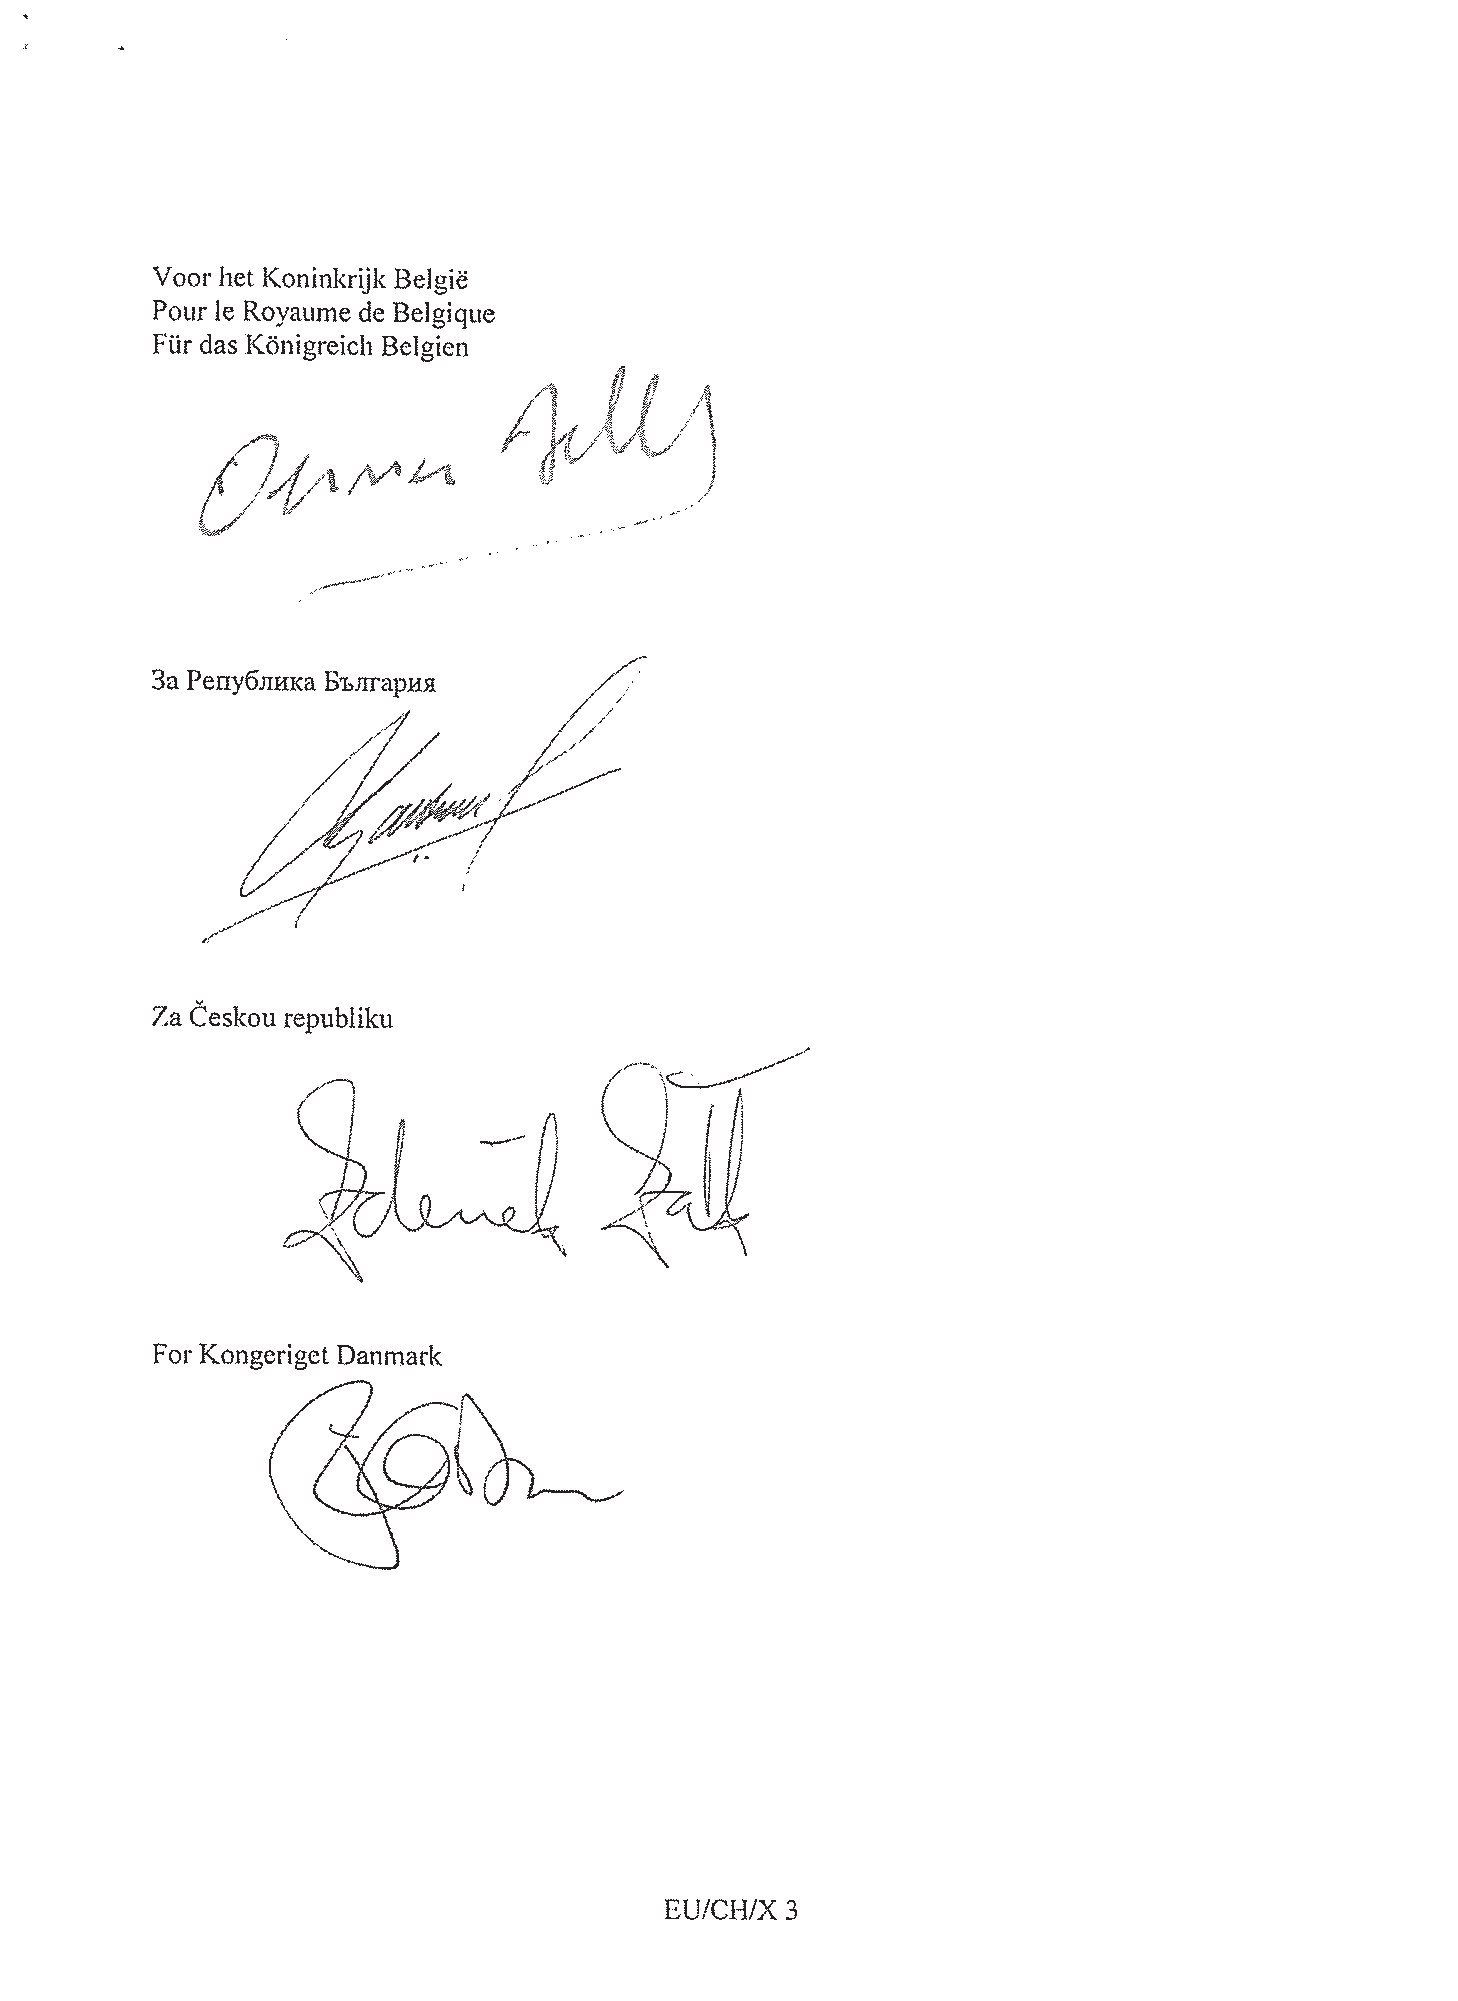 Voor het Koninkrijk België
Pour le Royaume de Belgique
Für das Königreich Belgien
За Република България
Za Českou republiku
Zdeněk
For Kongeriget Danmark
EU/CH/X 3